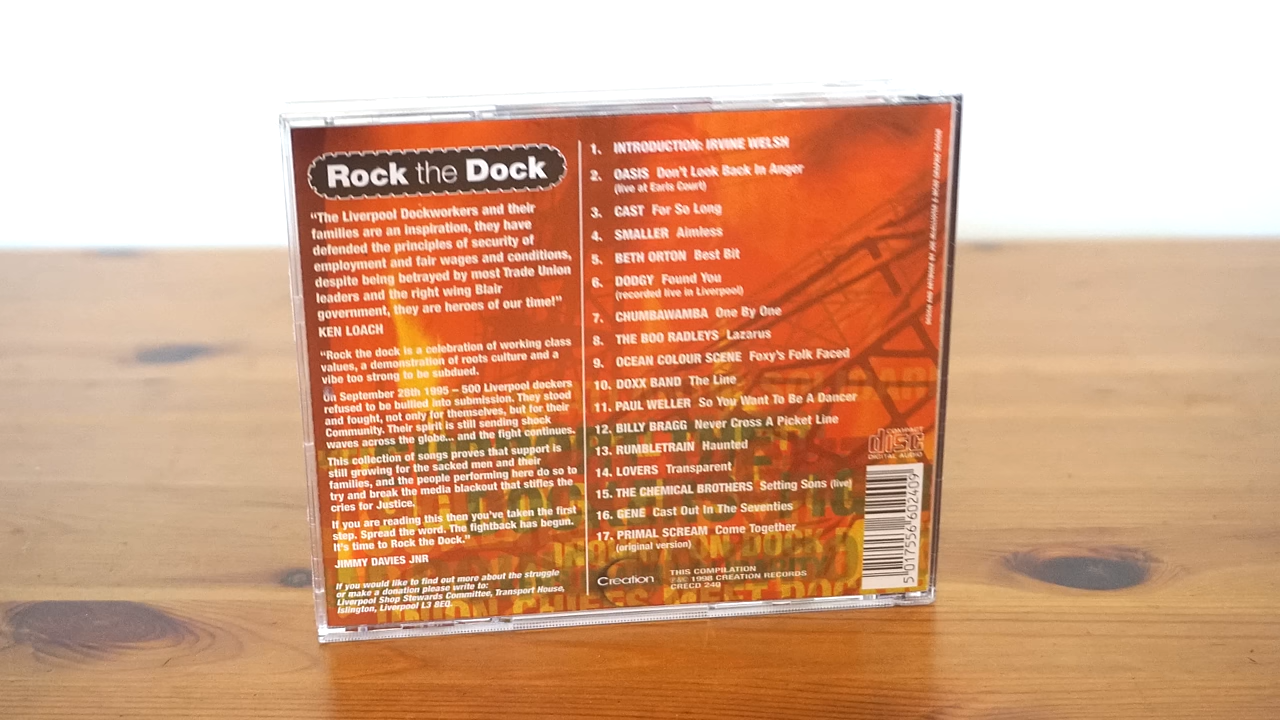 Rock the Dock
"The Liverpool Dockworkers and their
families are an inspiration, they have
defended the principles of security of
employment and fair wages and conditions,
despite being betrayed by most Trade Union
leaders and the right wing Blair
government, they are heroes of our time!"
KEN LOACH
"Rock the dock is a celebration of working class
values, a demonstration of roots culture and a
vibe too strong to be subdued.
On September 28th 1995 – 500 Liverpool dockers
refused to be bullied into submission. They stood
and fought, not only for themselves, but for their
Community. Their spirit is still sending shock
waves across the globe... and the fight continues.
This collection of songs proves that support is
still growing for the sacked men and their
families, and the people performing here do so to
try and break the media blackout that stifles the
cries for Justice.
If you are reading this then you've taken the first
step. Spread the word. The fightback has begun.
It's time to Rock the Dock."
JIMMY DAVIES JNR
If you would like to find out more about the struggle
or make a donation please write to:
Liverpool Shop Stewards Committee, Transport House,
Islington, Liverpool L3 8EQ.
1. INTRODUCTION: IRVINE WELSH
2. OASIS Don't Look Back In Anger
(live at Earls Court)
3. CAST For So Long
4. SMALLER Aimless
5. BETH ORTON Best Bit
6. DODGY Found You
(recorded live in Liverpool)
7. CHUMBAWAMBA One By One
8. THE BOO RADLEYS Lazarus
9. OCEAN COLOUR SCENE Foxy's Folk Faced
10. DOXX BAND The Line
11. PAUL WELLER So You Want To Be A Dancer
12. BILLY BRAGG Never Cross A Picket Line
13. RUMBLETRAIN Haunted
14. LOVERS Transparent
15. THE CHEMICAL BROTHERS Setting Sons (live)
16. GENE Cast Out In The Seventies
17. PRIMAL SCREAM Come Together
(original version)
Creation
THIS COMPILATION
℗© 1998 CREATION RECORDS
CRECD 240
COMPACT
disc
DIGITAL AUDIO
5 017556 602409